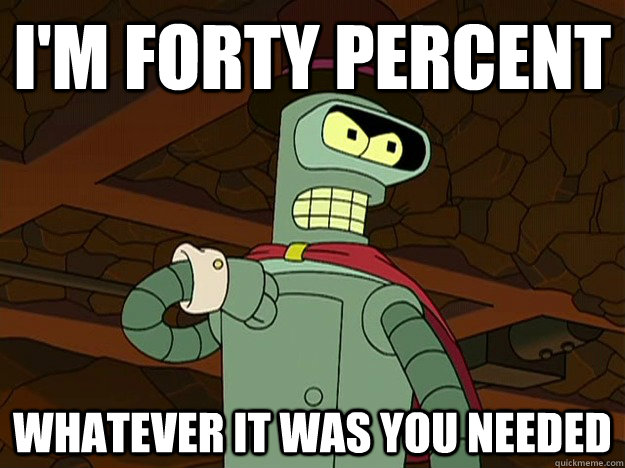 I'M FORTY PERCENT
WHATEVER IT WAS YOU NEEDED
quickmeme.com